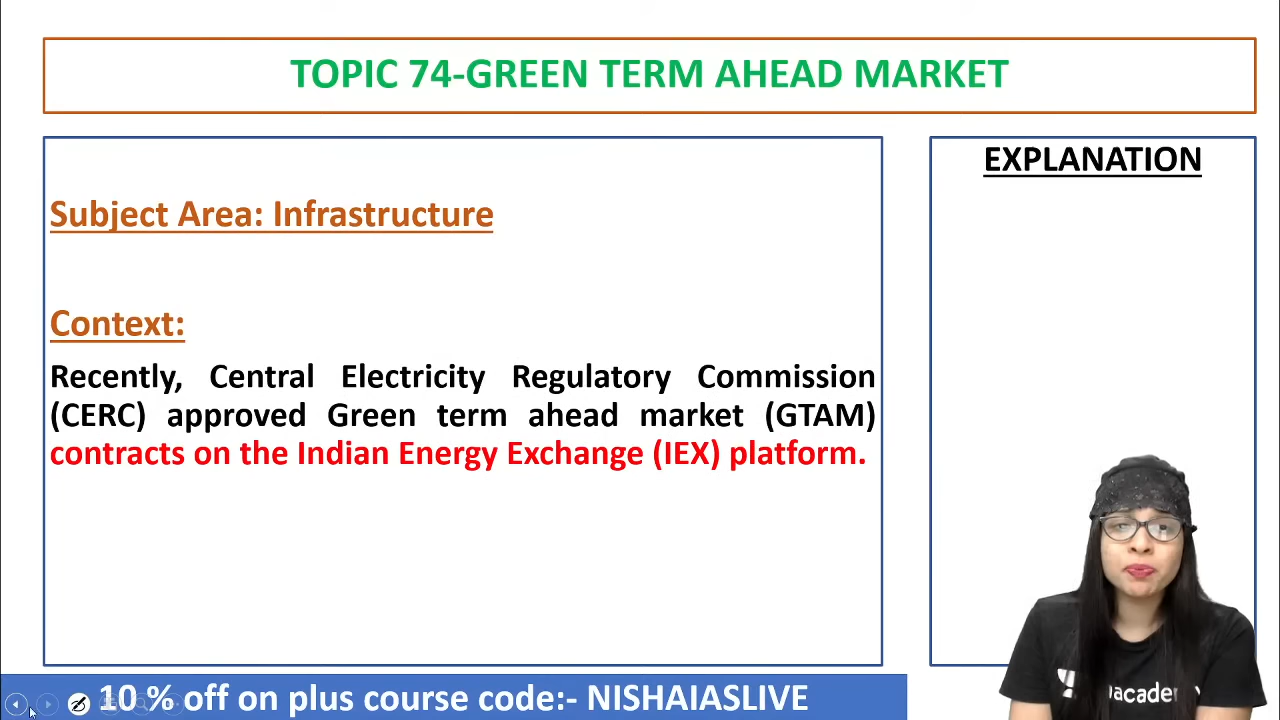 TOPIC 74-GREEN TERM AHEAD MARKET
Subject Area: Infrastructure
Context:
Recently, Central Electricity Regulatory Commission
(CERC) approved Green term ahead market (GTAM)
contracts on the Indian Energy Exchange (IEX) platform.
EXPLANATION
10 % off on plus course code:- NISHAIASLIVE